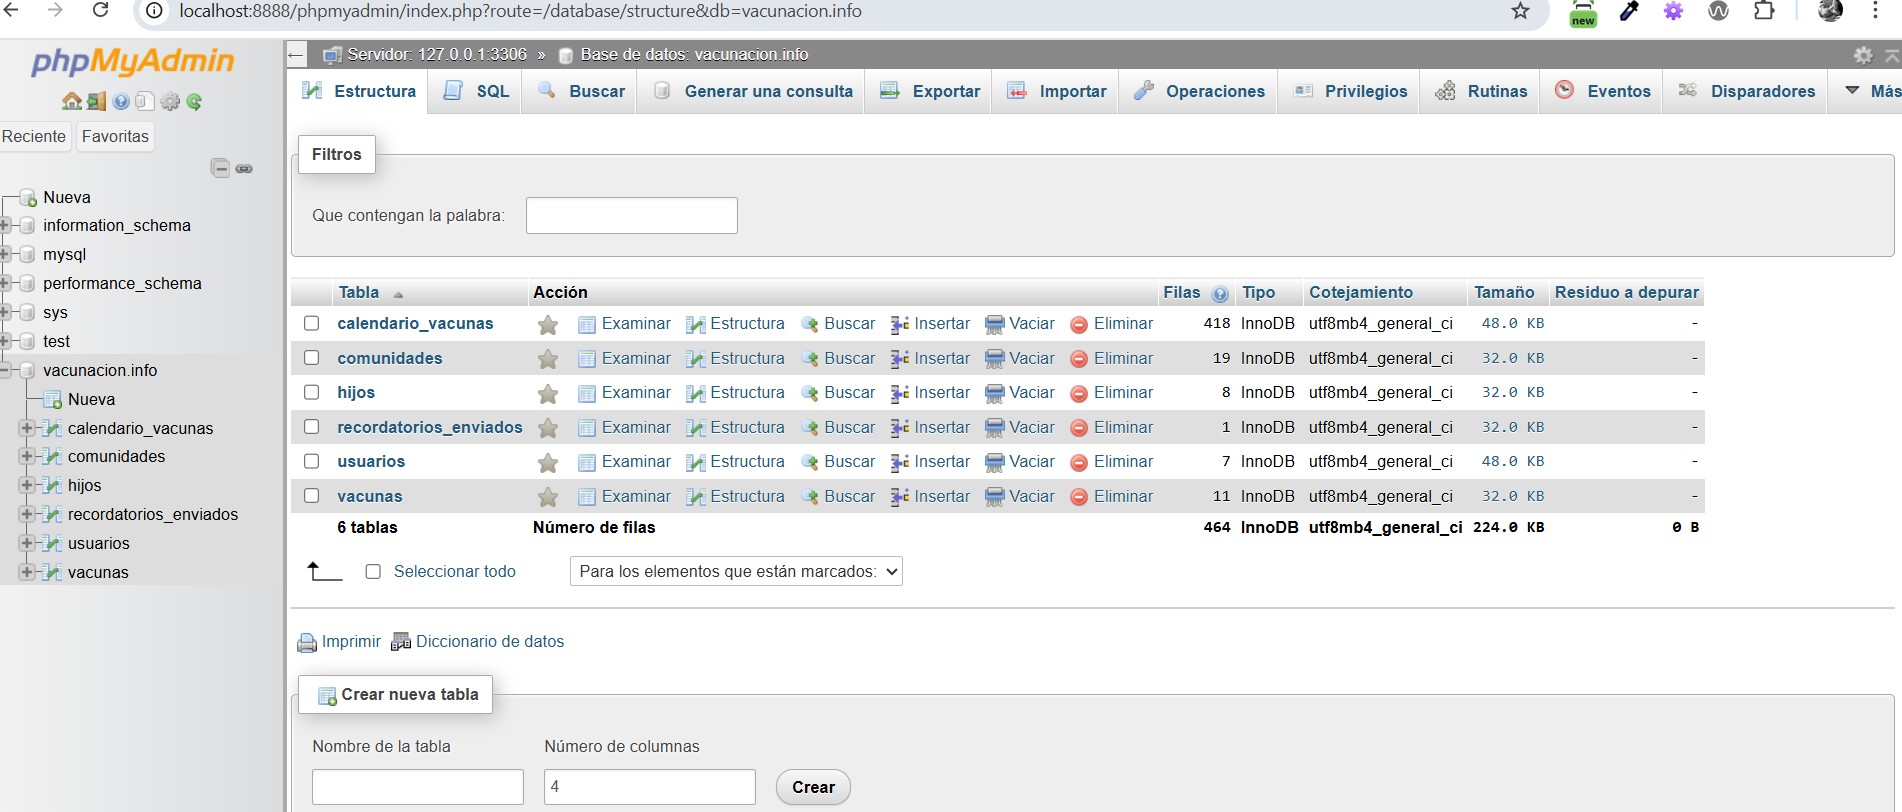 localhost:8888/phpmyadmin/index.php?route=/database/structure&db=vacunacion.info
new
phpMyAdmin
Reciente Favoritas
Nueva
information_schema
mysql
performance_schema
sys
test
vacunacion.info
Nueva
calendario_vacunas
comunidades
hijos
recordatorios_enviados
usuarios
vacunas
Servidor: 127.0.0.1:3306 » Base de datos: vacunacion.info
Estructura SQL Buscar Generar una consulta Exportar Importar Operaciones Privilegios Rutinas Eventos Disparadores Más
Filtros
Que contengan la palabra:
Tabla Acción Filas Tipo Cotejamiento Tamaño Residuo a depurar
calendario_vacunas Examinar Estructura Buscar Insertar Vaciar Eliminar 418 InnoDB utf8mb4_general_ci 48.0 KB -
comunidades Examinar Estructura Buscar Insertar Vaciar Eliminar 19 InnoDB utf8mb4_general_ci 32.0 KB -
hijos Examinar Estructura Buscar Insertar Vaciar Eliminar 8 InnoDB utf8mb4_general_ci 32.0 KB -
recordatorios_enviados Examinar Estructura Buscar Insertar Vaciar Eliminar 1 InnoDB utf8mb4_general_ci 32.0 KB -
usuarios Examinar Estructura Buscar Insertar Vaciar Eliminar 7 InnoDB utf8mb4_general_ci 48.0 KB -
vacunas Examinar Estructura Buscar Insertar Vaciar Eliminar 11 InnoDB utf8mb4_general_ci 32.0 KB -
6 tablas Número de filas 464 InnoDB utf8mb4_general_ci 224.0 KB 0 B
Seleccionar todo Para los elementos que están marcados:
Imprimir Diccionario de datos
Crear nueva tabla
Nombre de la tabla Número de columnas
4 Crear